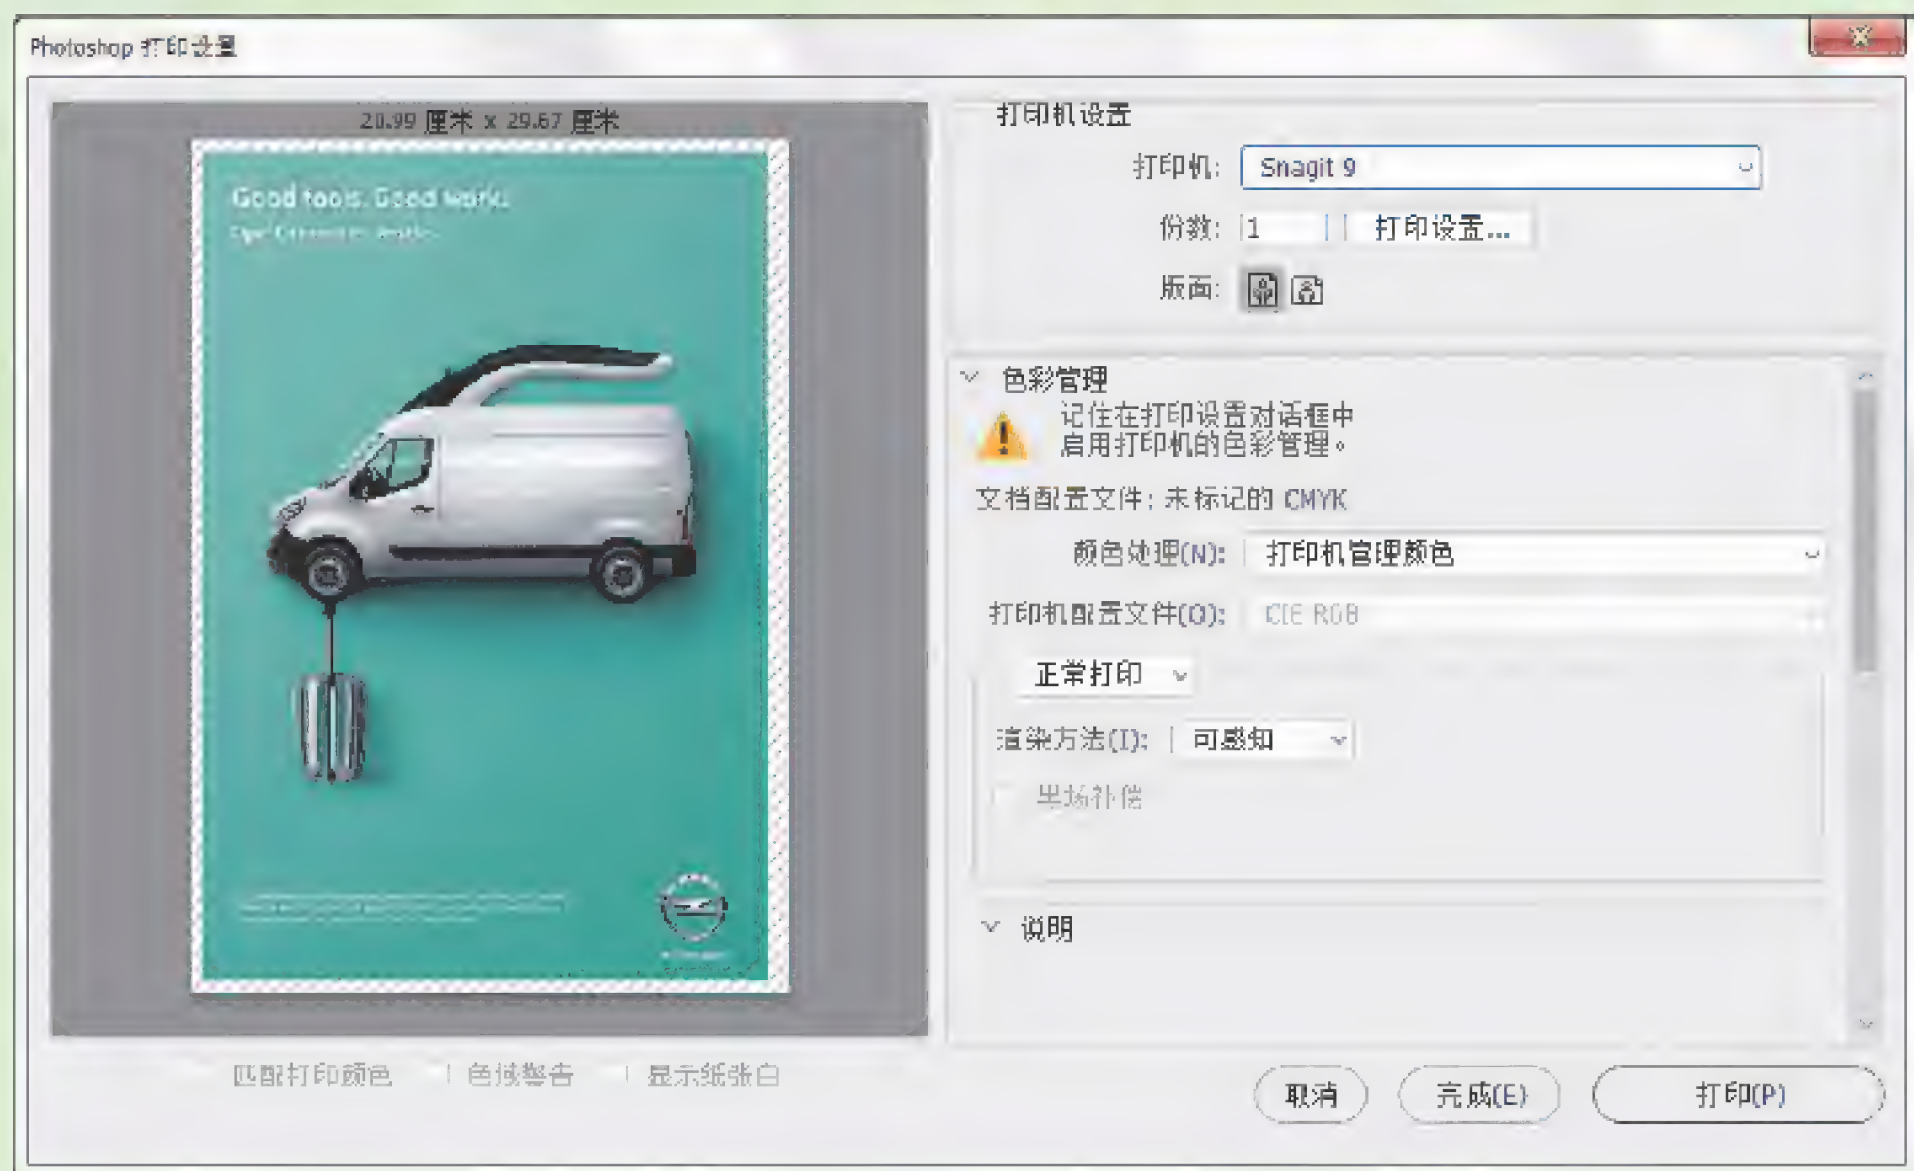 Photoshop 打印设置
20.99 厘米 x 29.67 厘米
Good tools. Good work.
打印机设置
打印机: Snagit 9
份数: 1 打印设置...
版面:
色彩管理
记住在打印设置对话框中
启用打印机的色彩管理。
文档配置文件: 未标记的 CMYK
颜色处理(N): 打印机管理颜色
打印机配置文件(O): CIE RGB
正常打印
渲染方法(I): 可感知
黑场补偿
说明
匹配打印颜色 色域警告 显示纸张白
取消 完成(E) 打印(P)